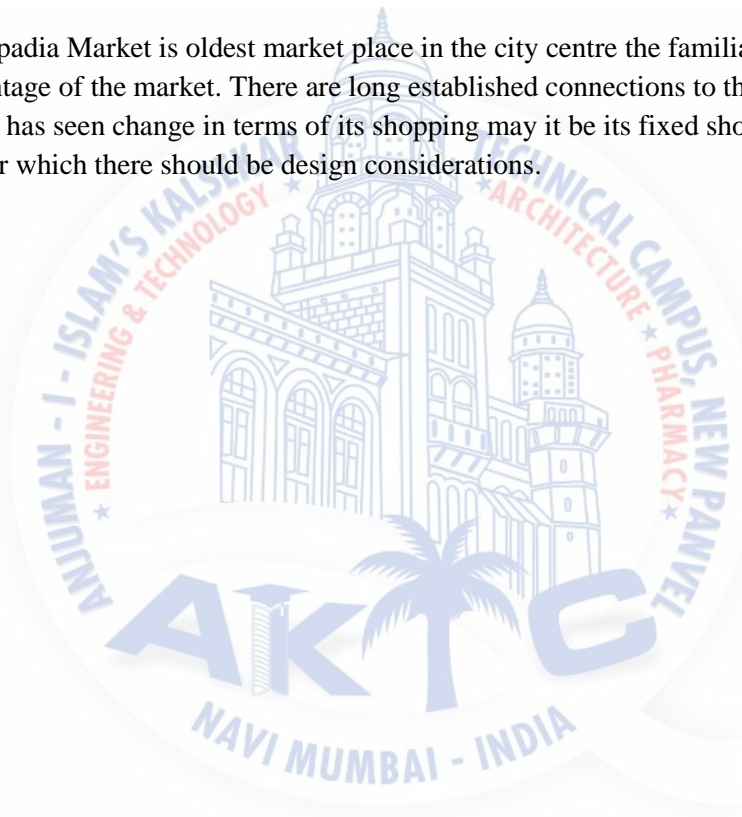 padia Market is oldest market place in the city centre the familia
ntage of the market. There are long established connections to th
has seen change in terms of its shopping may it be its fixed sho
r which there should be design considerations.
ANJUMAN - I - ISLAM'S KALSEKAR TECHNICAL CAMPUS, NEW PANVEL
★ ENGINEERING & TECHNOLOGY ★ ★ ARCHITECTURE ★ PHARMACY ★
AKTC
NAVI MUMBAI - INDIA